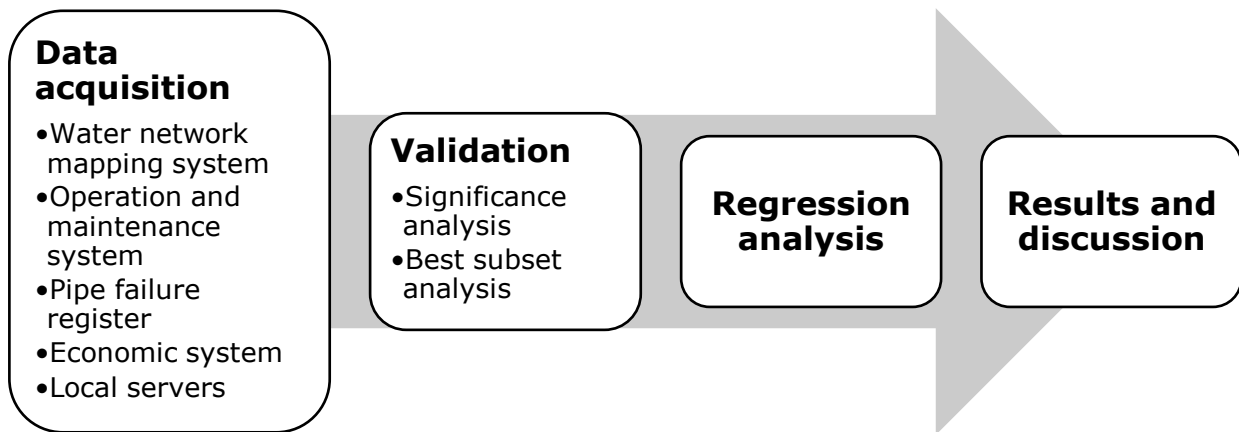 Data
acquisition
•Water network
mapping system
•Operation and
maintenance
system
•Pipe failure
register
•Economic system
•Local servers
Validation
•Significance
analysis
•Best subset
analysis
Regression
analysis
Results and
discussion